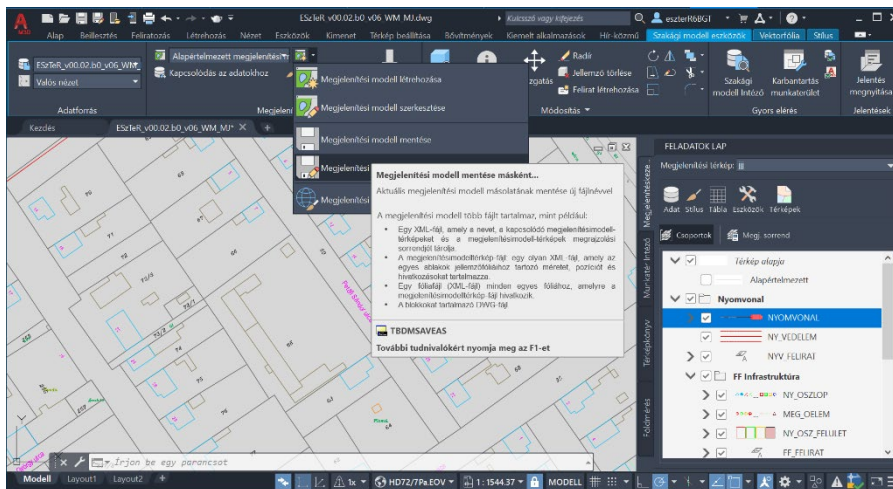 ESzTeR_v00.02.b0_v06_WM_MJ.dwg
Kulcsszó vagy kifejezés
eszterR6BGT
Alap Beillesztés Feliratozás Létrehozás Nézet Eszközök Kimenet Térkép beállítása Bővítmények Kiemelt alkalmazások Hír-közmű Szakági modell eszközök Vektorfólia Stílus
ESzTeR_v00.02.b0_v06_WM_
Valós nézet
Alapértelmezett megjelenítési
Kapcsolódás az adatokhoz
Radír
Jellemző törlése
Felirat létrehozása
Szakági modell Intéző
Karbantartás munkaterület
Jelentés megnyitása
Adatforrás
Módosítás
Gyors elérés
Jelentések
Megjelenítési modell létrehozása
Megjelenítési modell szerkesztése
Megjelenítési modell mentése
Kezdés
ESzTeR_v00.02.b0_v06_WM_MJ*
Megjelenítési modell mentése másként...
Aktuális megjelenítési modell másolatának mentése új fájlnévvel
A megjelenítési modell több fájlt tartalmaz, mint például:
Egy XML-fájl, amely a nevet, a kapcsolódó megjelenítésimodell-
térképeket és a megjelenítésimodell-térképek megrajzolási
sorrendjét tárolja.
A megjelenítésimodelltérkép-fájl: egy olyan XML-fájl, amely az
egyes ablakok jellemzőfóliáihoz tartozó méretet, pozíciót és
hivatkozásokat tartalmazza.
Egy fóliafájl (XML-fájl) minden egyes fóliához, amelyre a
megjelenítésimodelltérkép-fájl hivatkozik.
A blokkokat tartalmazó DWG-fájl.
TBDMSAVEAS
További tudnivalókért nyomja meg az F1-et
FELADATOK LAP
Megjelenítési térkép: jjj
Adat Stílus Tábla Eszközök Térképek
Csoportok Megj. sorrend
Térkép alapja
Alapértelmezett
Nyomvonal
NYOMVONAL
NY_VEDELEM
NYV_FELIRAT
FF Infrastruktúra
NY_OSZLOP
MEG_OELEM
NY_OSZ_FELULET
FF_FELIRAT
Munkatér Intéző
Térképkönyv
Földmérés
Írjon be egy parancsot
Modell Layout1 Layout2 +
1x HD72/7Pa.EOV 1:1544.37 MODELL